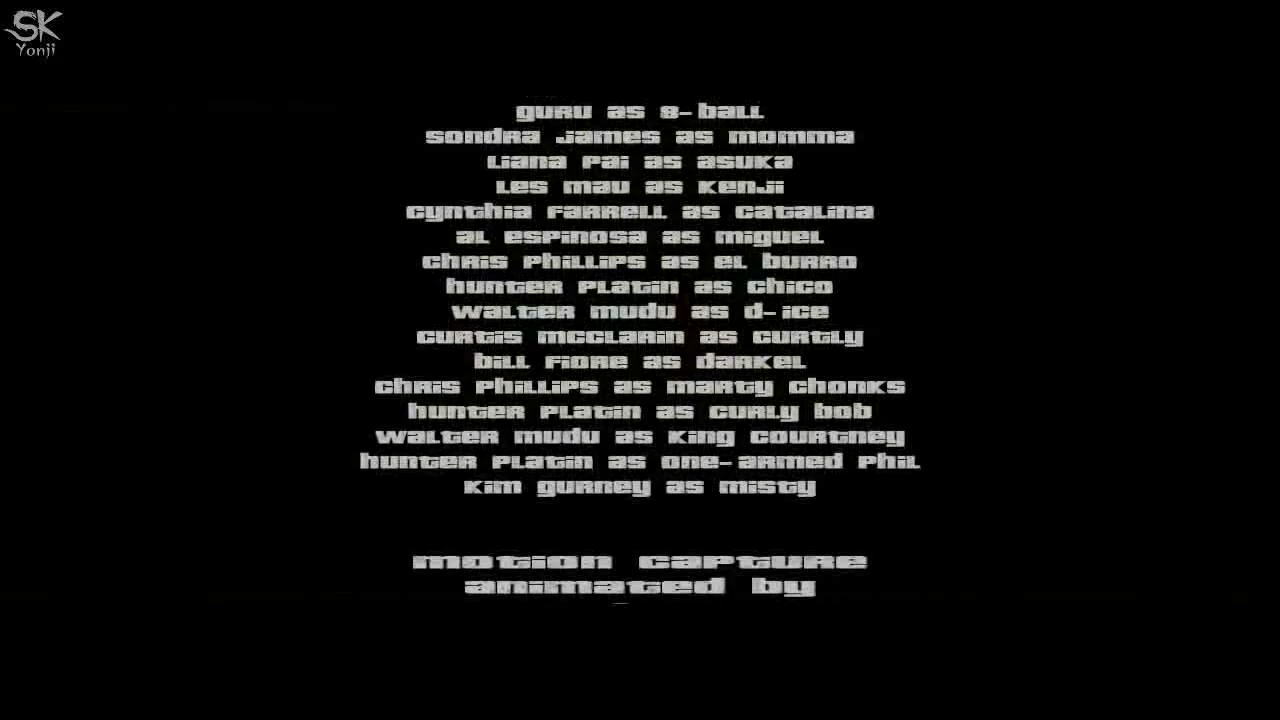 SK
Yonji
GURU AS 8-BALL
SONDRA JAMES AS MOMMA
LIANA PAI AS ASUKA
LES MAU AS KENJI
CYNTHIA FARRELL AS CATALINA
AL ESPINOSA AS MIGUEL
CHRIS PHILLIPS AS EL BURRO
HUNTER PLATIN AS CHICO
WALTER MUDU AS D-ICE
CURTIS MCCLARIN AS CURTLY
BILL FIORE AS DARKEL
CHRIS PHILLIPS AS MARTY CHONKS
HUNTER PLATIN AS CURLY BOB
WALTER MUDU AS KING COURTNEY
HUNTER PLATIN AS ONE-ARMED PHIL
KIM GURNEY AS MISTY
MOTION CAPTURE
ANIMATED BY